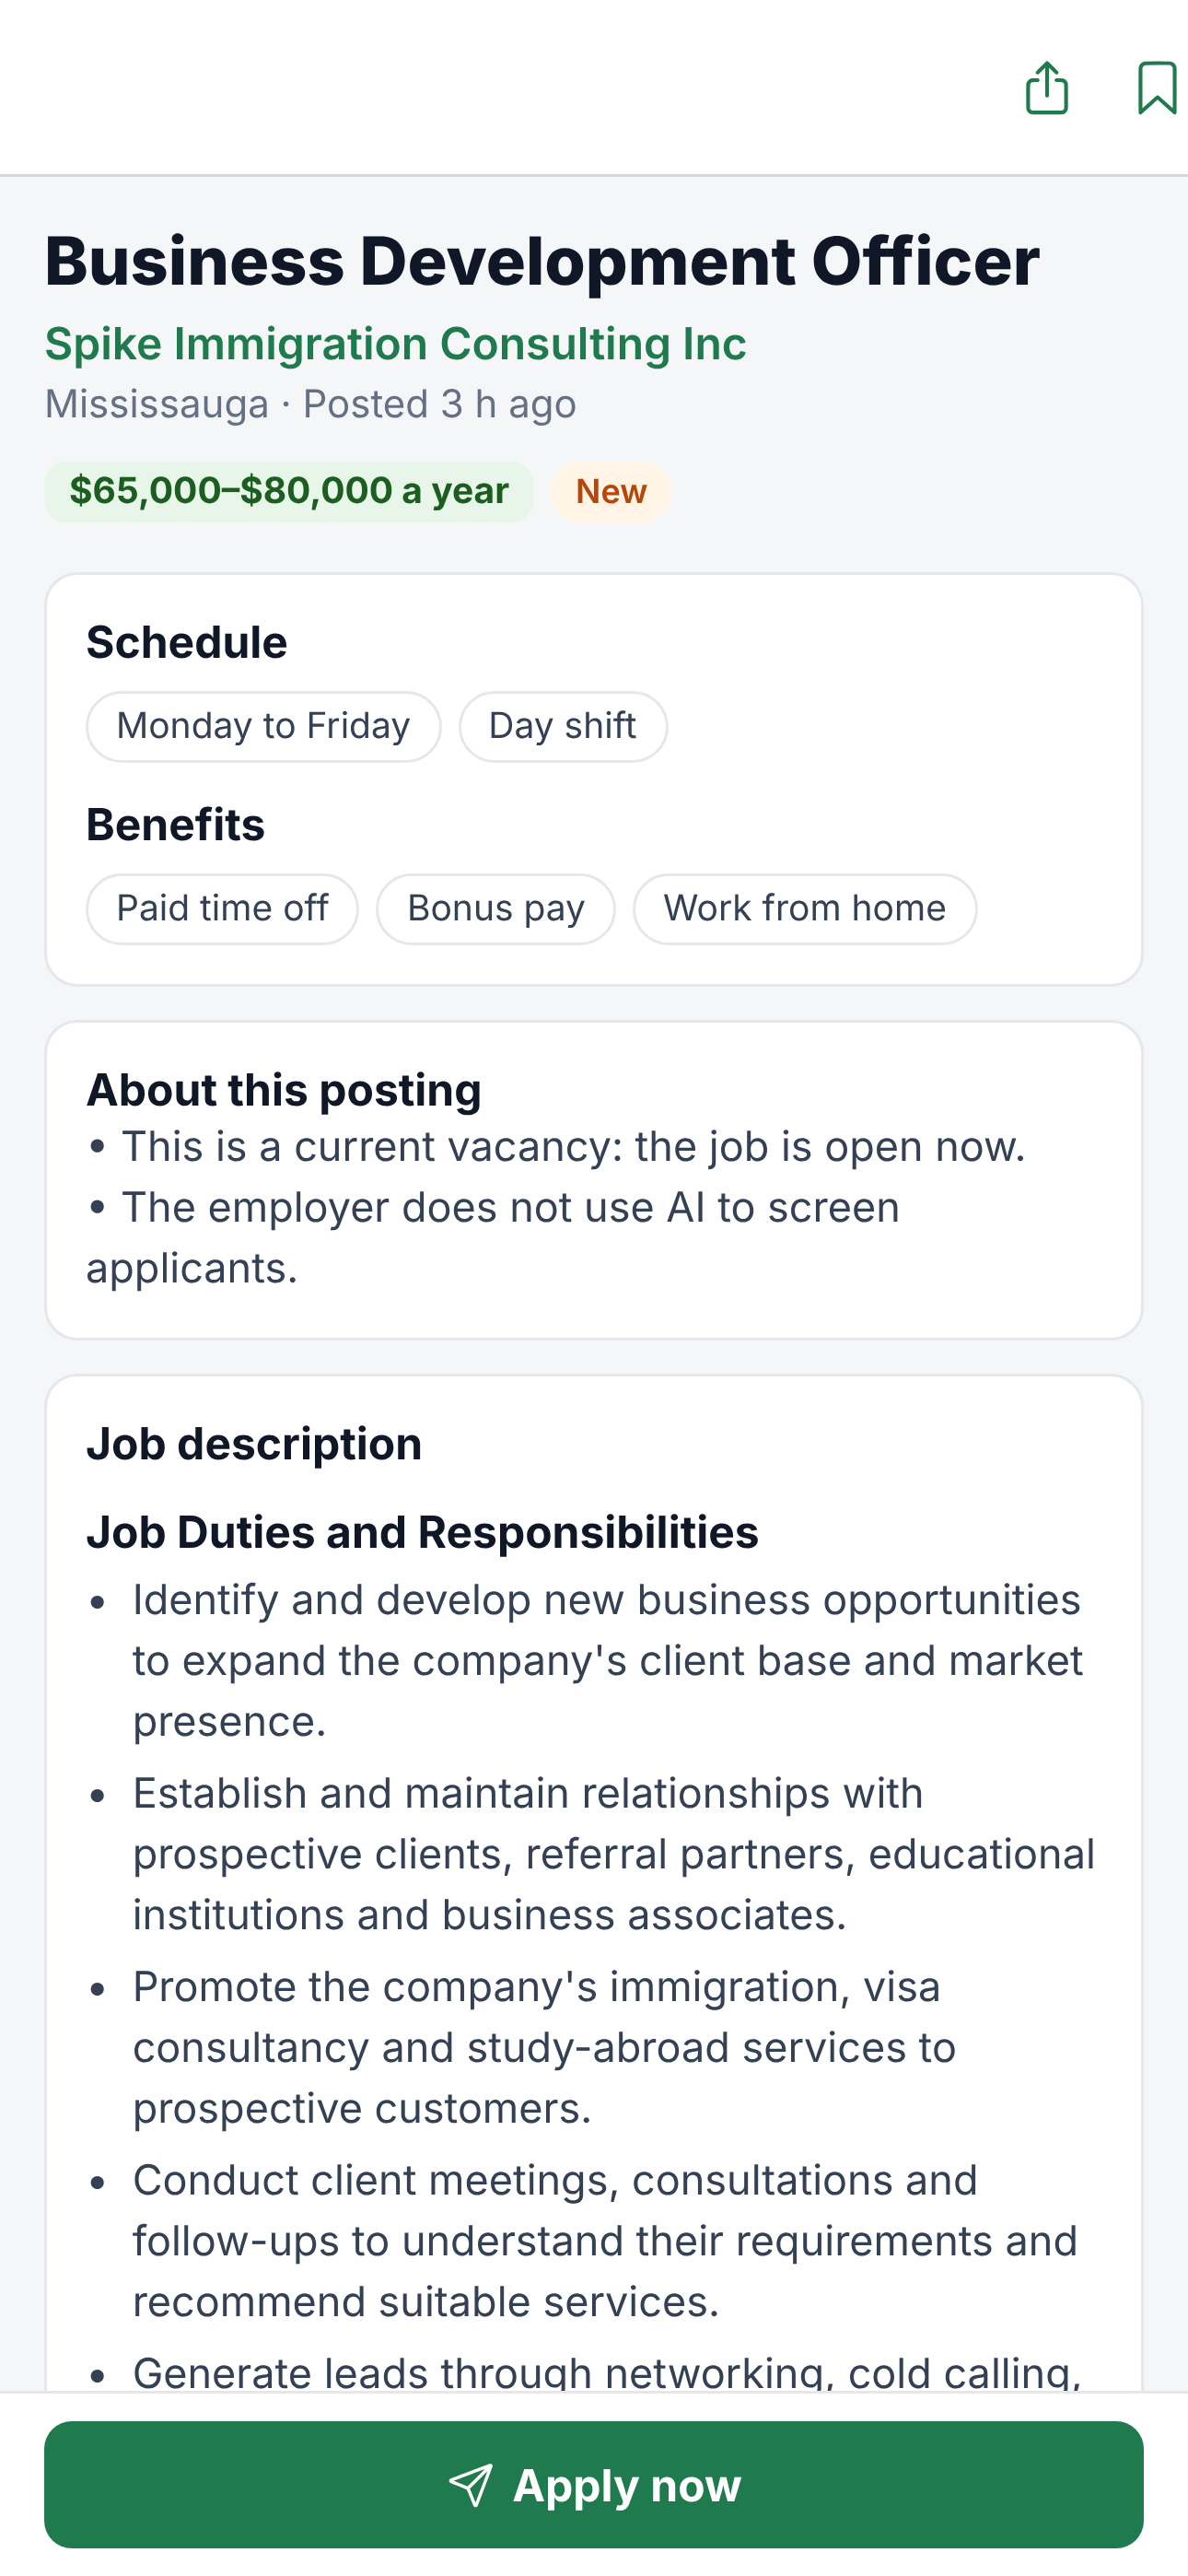 Business Development Officer
Spike Immigration Consulting Inc
Mississauga · Posted 3 h ago
$65,000–$80,000 a year
New
Schedule
Monday to Friday
Day shift
Benefits
Paid time off
Bonus pay
Work from home
About this posting
• This is a current vacancy: the job is open now.
• The employer does not use AI to screen
applicants.
Job description
Job Duties and Responsibilities
• Identify and develop new business opportunities
to expand the company's client base and market
presence.
• Establish and maintain relationships with
prospective clients, referral partners, educational
institutions and business associates.
• Promote the company's immigration, visa
consultancy and study-abroad services to
prospective customers.
• Conduct client meetings, consultations and
follow-ups to understand their requirements and
recommend suitable services.
• Generate leads through networking, cold calling,
Apply now